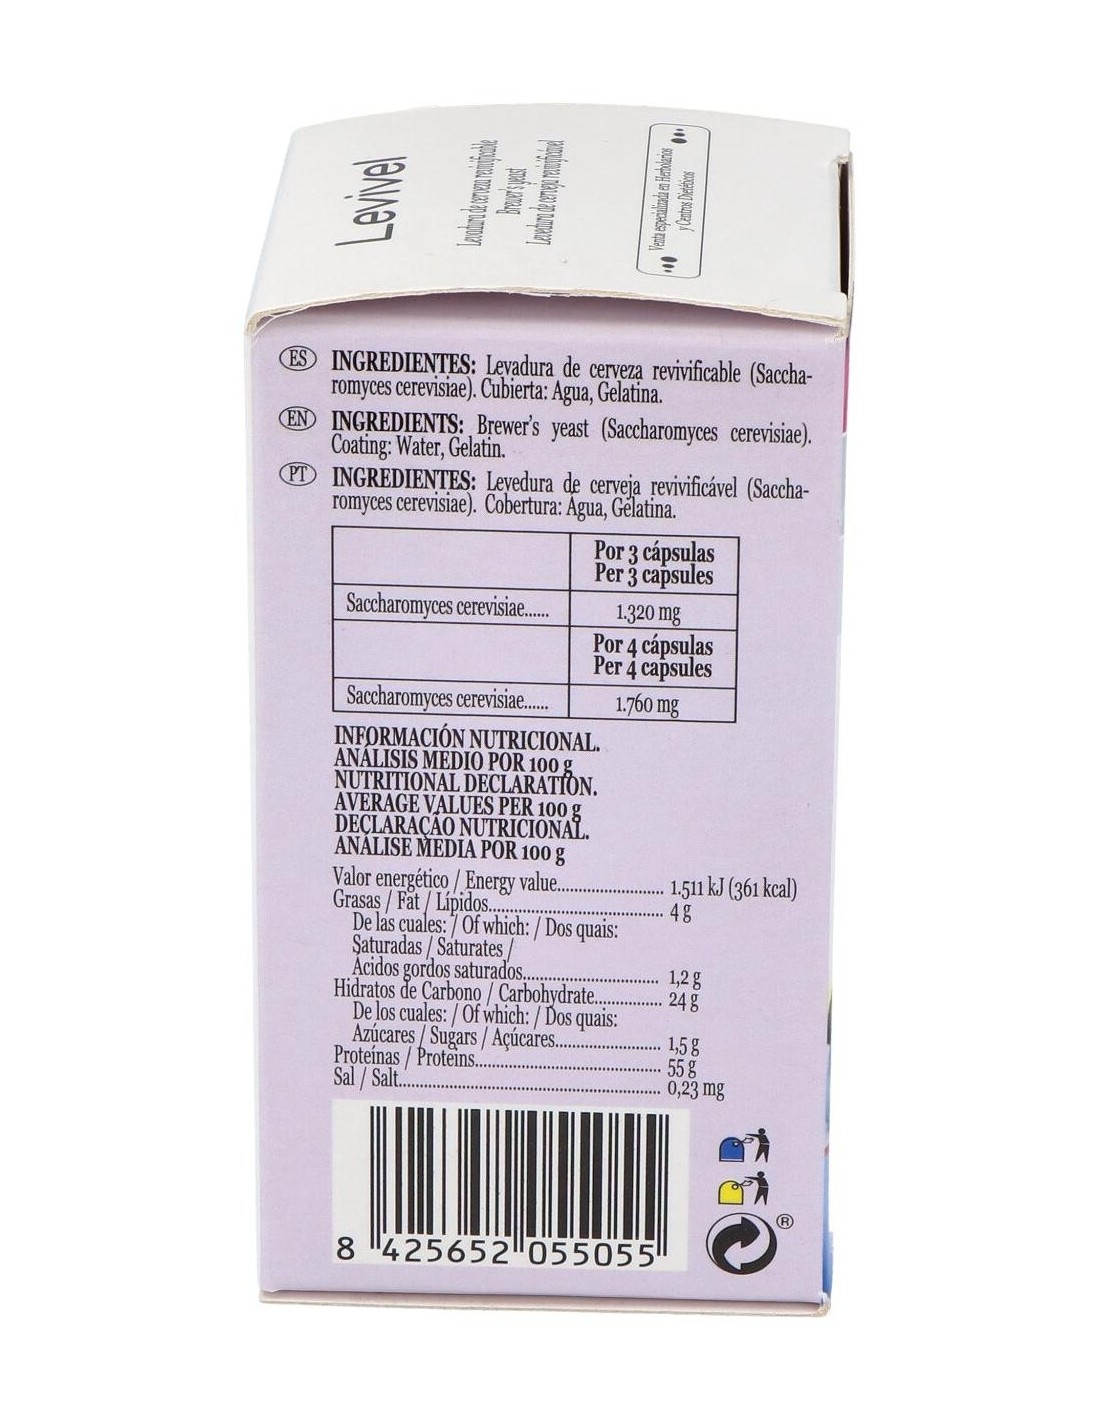 Levivel
Levadura de cerveza revivificable
Brewer's yeast
Levedura de cerveja revivificável
Venta especializada en Herbolarios
y Centros Dietéticos
ES INGREDIENTES: Levadura de cerveza revivificable (Saccha-
romyces cerevisiae). Cubierta: Agua, Gelatina.
EN INGREDIENTS: Brewer's yeast (Saccharomyces cerevisiae).
Coating: Water, Gelatin.
PT INGREDIENTES: Levedura de cerveja revivificável (Saccha-
romyces cerevisiae). Cobertura: Água, Gelatina.
Por 3 cápsulas
Per 3 capsules
Saccharomyces cerevisiae...... 1.320 mg
Por 4 cápsulas
Per 4 capsules
Saccharomyces cerevisiae...... 1.760 mg
INFORMACIÓN NUTRICIONAL.
ANÁLISIS MEDIO POR 100 g
NUTRITIONAL DECLARATION.
AVERAGE VALUES PER 100 g
DECLARAÇÃO NUTRICIONAL.
ANÁLISE MEDIA POR 100 g
Valor energético / Energy value........................ 1.511 kJ (361 kcal)
Grasas / Fat / Lípidos....................................... 4 g
De las cuales: / Of which: / Dos quais:
Saturadas / Saturates /
Ácidos gordos saturados.............................. 1,2 g
Hidratos de Carbono / Carbohydrate............... 24 g
De los cuales: / Of which: / Dos quais:
Azúcares / Sugars / Açúcares....................... 1,5 g
Proteínas / Proteins......................................... 55 g
Sal / Salt.......................................................... 0,23 mg
8 425652 055055
®